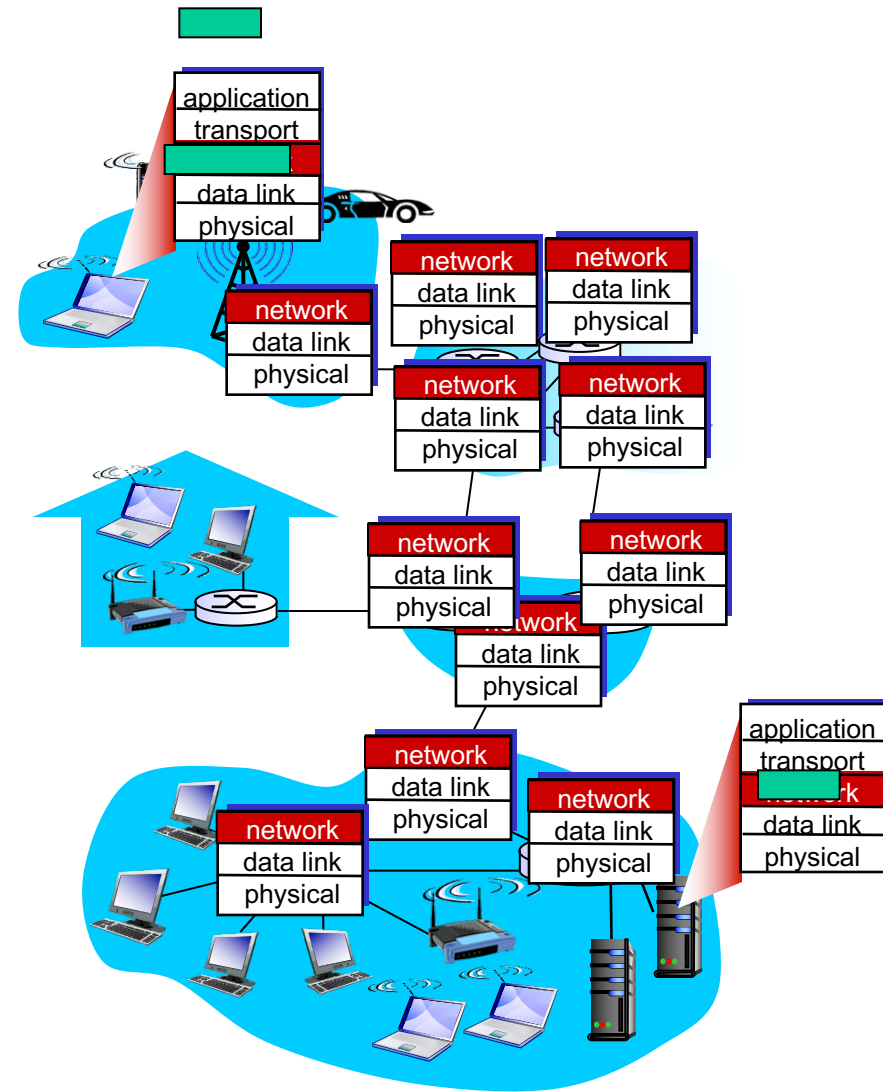 application
transport
data link
physical
network
data link
physical
network
data link
physical
network
data link
physical
network
data link
physical
network
data link
physical
network
data link
physical
network
data link
physical
network
data link
physical
application
transport
network
data link
physical
network
data link
physical
network
data link
physical
network
data link
physical